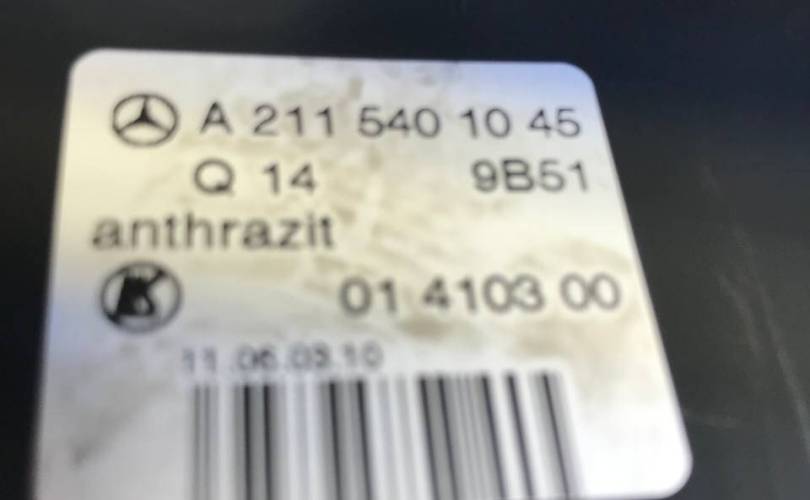 A 211 540 10 45
Q 14 9B51
anthrazit
01 4103 00
11.06.03.10